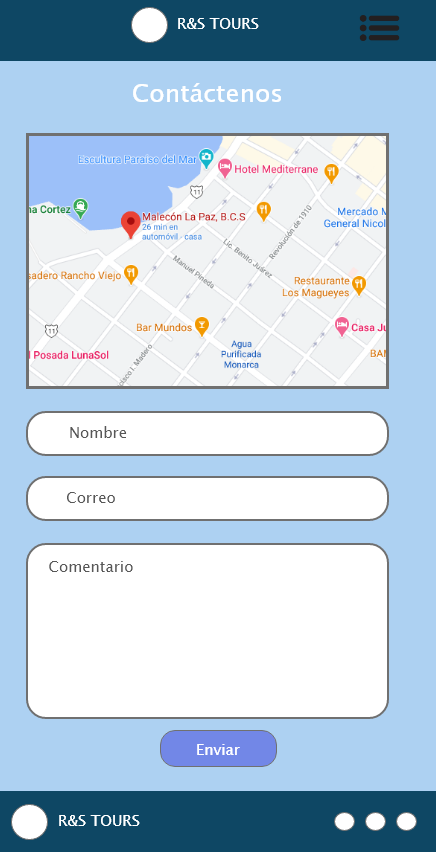 R&S TOURS
Contáctenos
Escultura Paraíso del Mar
Hotel Mediterrane
na Cortez
Malecón La Paz, B.C.S
26 min en
automóvil - casa
Mercado M
General Nicol
Lic. Benito Juárez
Revolución de 1910
Manuel Pineda
sadero Rancho Viejo
Restaurante
Los Magueyes
11
Bar Mundos
Casa Ju
11
Agua
Purificada
Monarca
l Posada LunaSol
cisco I. Madero
BAM
Nombre
Correo
Comentario
Enviar
R&S TOURS